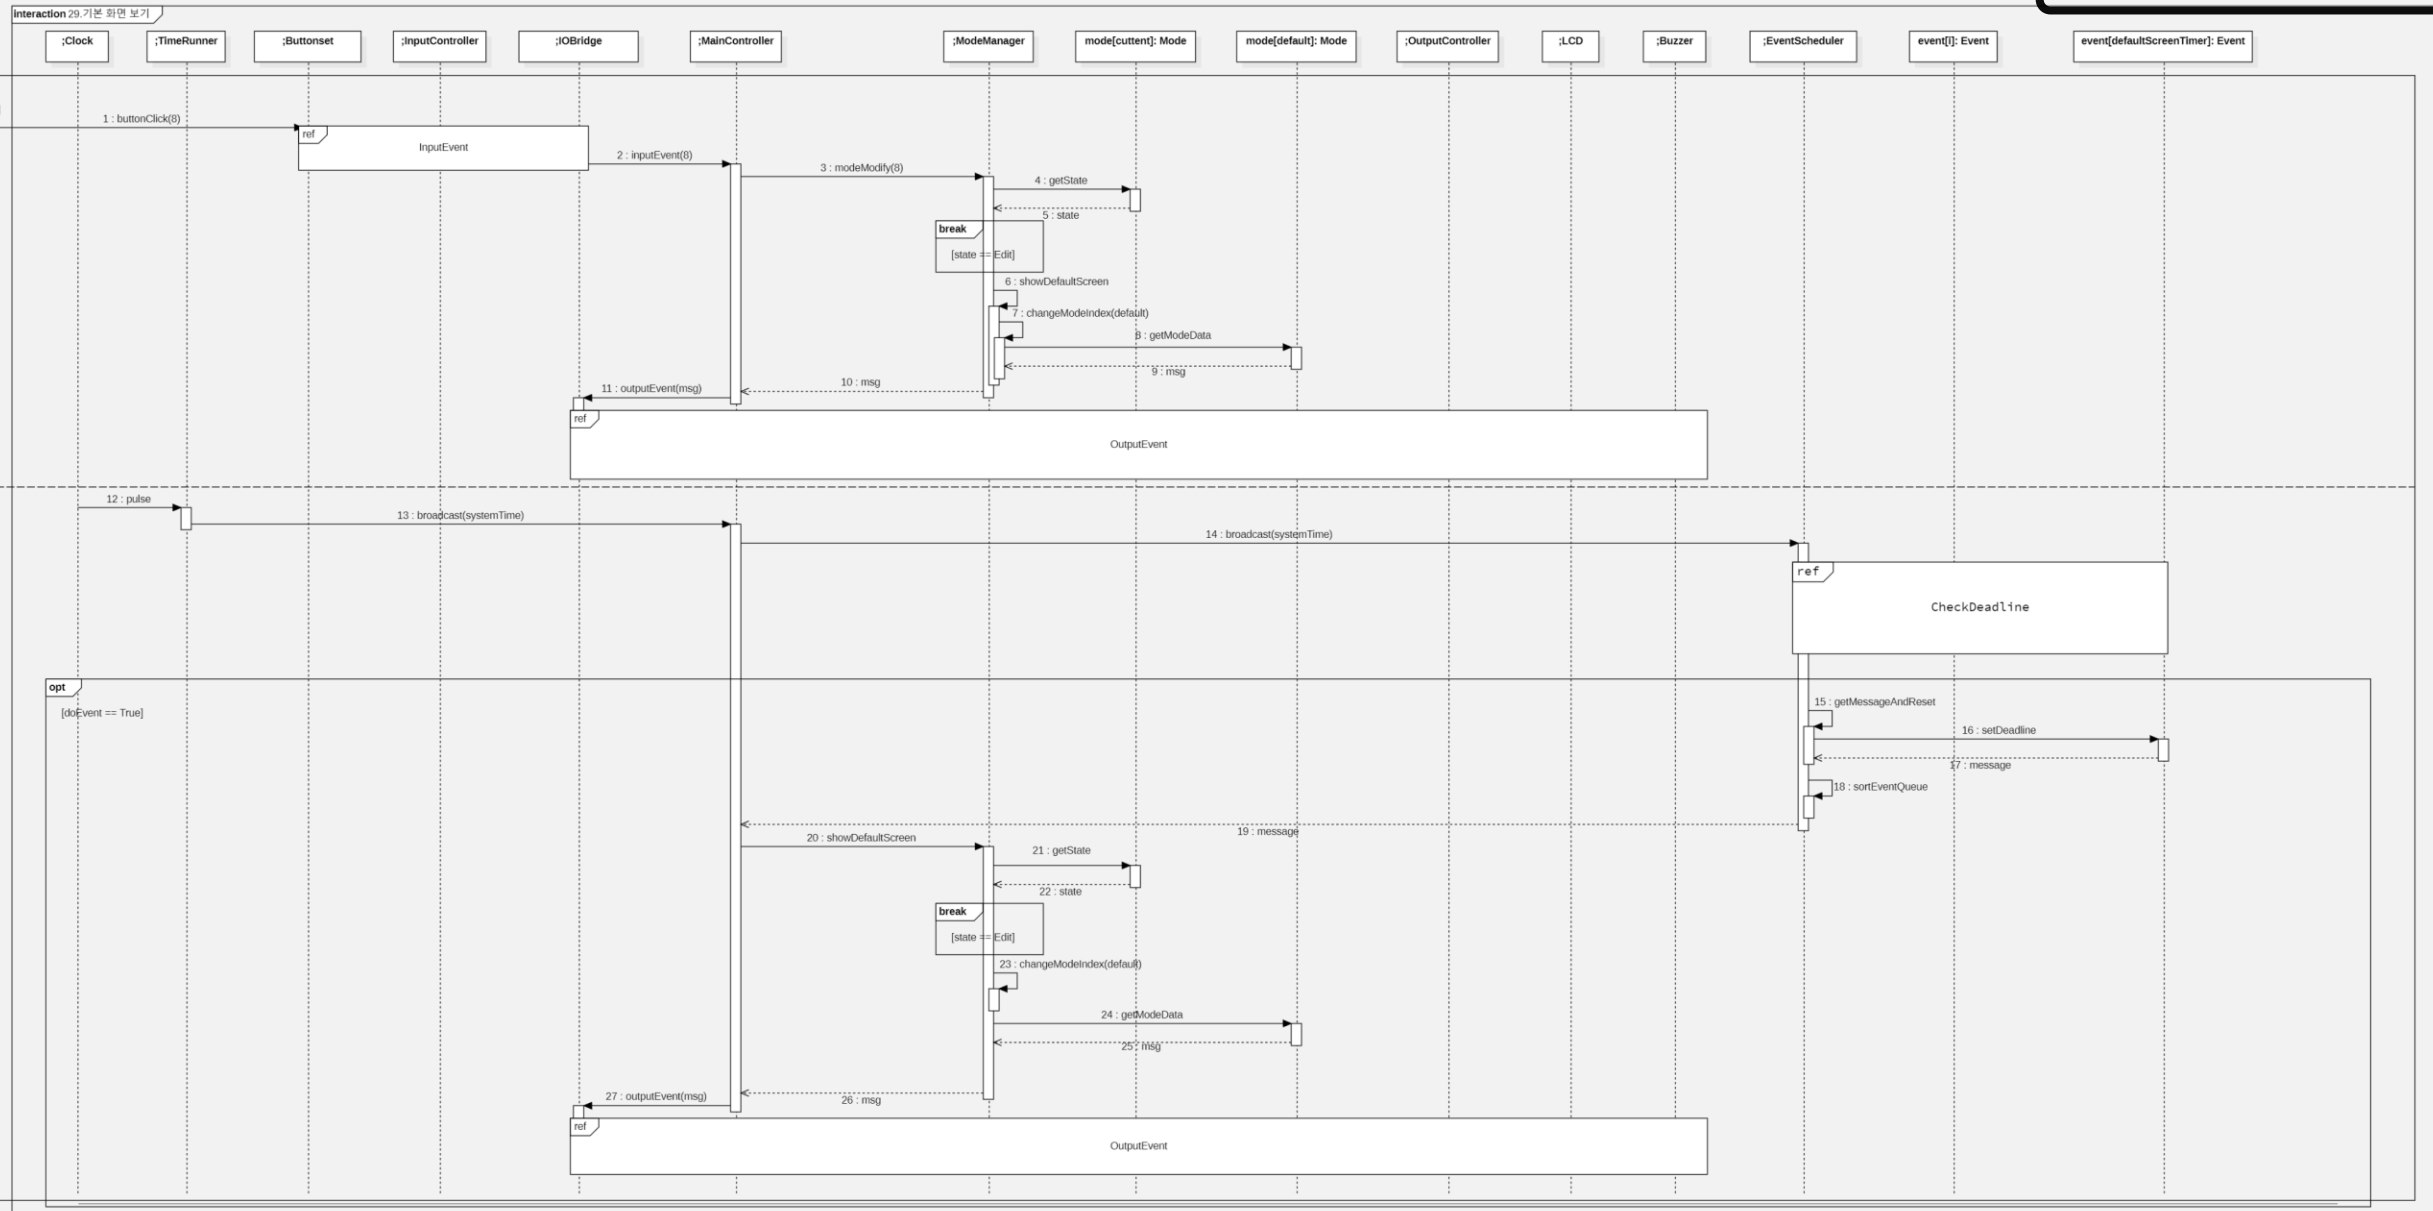 interaction 29.기본 화면 보기
;Clock
;TimeRunner
;Buttonset
;InputController
;IOBridge
;MainController
;ModeManager
mode[cuttent]: Mode
mode[default]: Mode
;OutputController
;LCD
;Buzzer
;EventScheduler
event[i]: Event
event[defaultScreenTimer]: Event
1 : buttonClick(8)
ref
InputEvent
2 : inputEvent(8)
3 : modeModify(8)
4 : getState
5 : state
break
[state == Edit]
6 : showDefaultScreen
7 : changeModeIndex(default)
8 : getModeData
9 : msg
10 : msg
11 : outputEvent(msg)
ref
OutputEvent
12 : pulse
13 : broadcast(systemTime)
14 : broadcast(systemTime)
ref
CheckDeadline
opt
[doEvent == True]
15 : getMessageAndReset
16 : setDeadline
17 : message
18 : sortEventQueue
19 : message
20 : showDefaultScreen
21 : getState
22 : state
break
[state == Edit]
23 : changeModeIndex(default)
24 : getModeData
25 : msg
26 : msg
27 : outputEvent(msg)
ref
OutputEvent